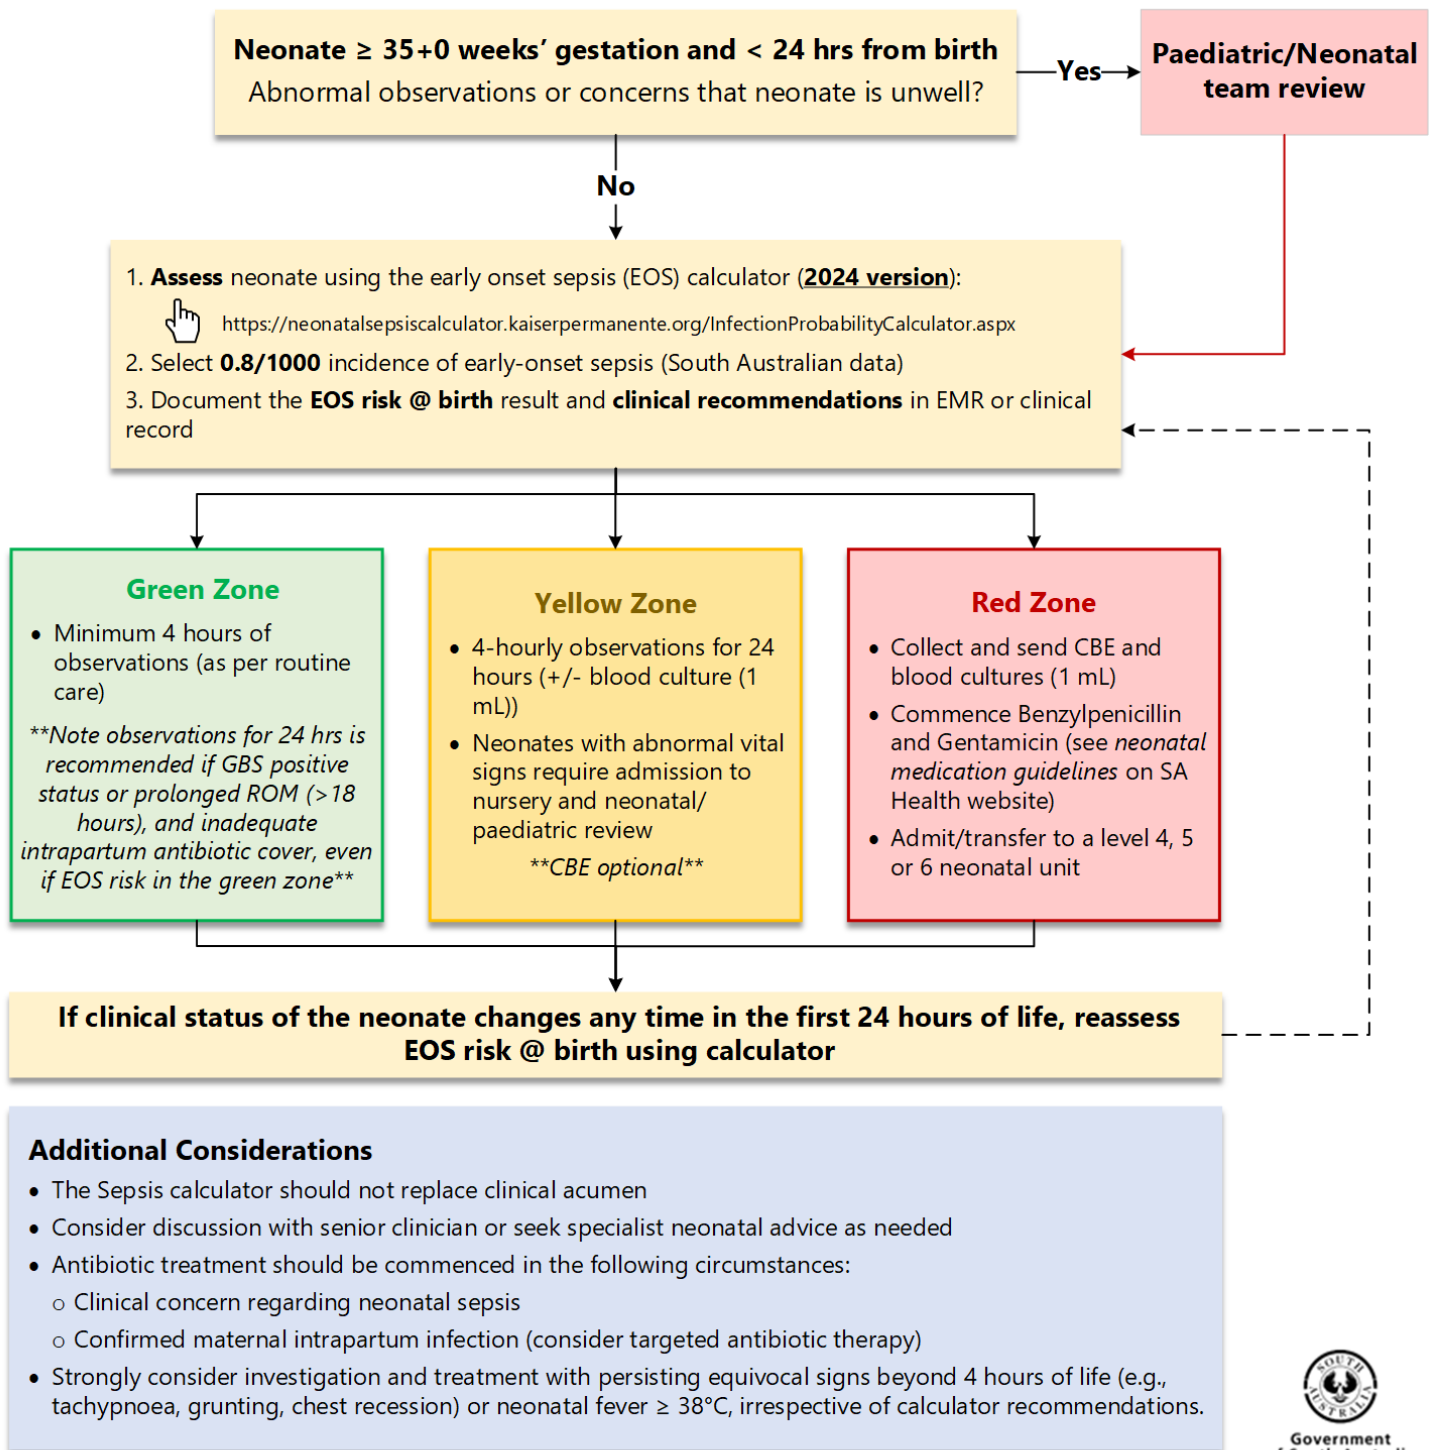 Neonate ≥ 35+0 weeks' gestation and < 24 hrs from birth
Abnormal observations or concerns that neonate is unwell?
Yes
Paediatric/Neonatal
team review
No
1. Assess neonate using the early onset sepsis (EOS) calculator (2024 version):
https://neonatalsepsiscalculator.kaiserpermanente.org/InfectionProbabilityCalculator.aspx
2. Select 0.8/1000 incidence of early-onset sepsis (South Australian data)
3. Document the EOS risk @ birth result and clinical recommendations in EMR or clinical
record
Green Zone
• Minimum 4 hours of
observations (as per routine
care)
**Note observations for 24 hrs is
recommended if GBS positive
status or prolonged ROM (>18
hours), and inadequate
intrapartum antibiotic cover, even
if EOS risk in the green zone**
Yellow Zone
• 4-hourly observations for 24
hours (+/- blood culture (1
mL))
• Neonates with abnormal vital
signs require admission to
nursery and neonatal/
paediatric review
**CBE optional**
Red Zone
• Collect and send CBE and
blood cultures (1 mL)
• Commence Benzylpenicillin
and Gentamicin (see neonatal
medication guidelines on SA
Health website)
• Admit/transfer to a level 4, 5
or 6 neonatal unit
If clinical status of the neonate changes any time in the first 24 hours of life, reassess
EOS risk @ birth using calculator
Additional Considerations
• The Sepsis calculator should not replace clinical acumen
• Consider discussion with senior clinician or seek specialist neonatal advice as needed
• Antibiotic treatment should be commenced in the following circumstances:
o Clinical concern regarding neonatal sepsis
o Confirmed maternal intrapartum infection (consider targeted antibiotic therapy)
• Strongly consider investigation and treatment with persisting equivocal signs beyond 4 hours of life (e.g.,
tachypnoea, grunting, chest recession) or neonatal fever ≥ 38°C, irrespective of calculator recommendations.
SOUTH
AUSTRALIA
Government